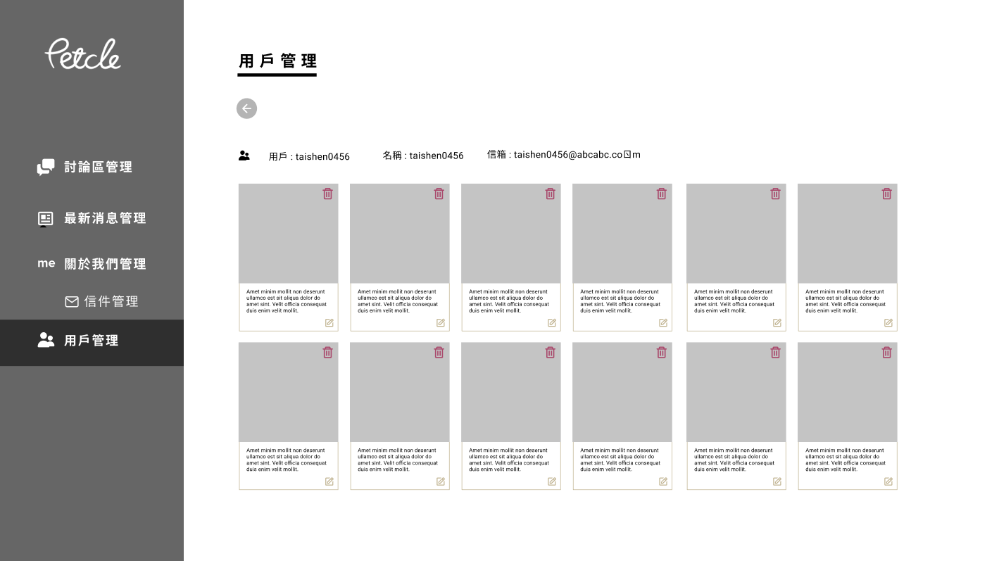 Petcle
討論區管理
最新消息管理
me 關於我們管理
信件管理
用戶管理
用戶管理
用戶 : taishen0456 名稱 : taishen0456 信箱 : taishen0456@abcabc.com
Amet minim mollit non deserunt
ullamco est sit aliqua dolor do
amet sint. Velit officia consequat
duis enim velit mollit.
Amet minim mollit non deserunt
ullamco est sit aliqua dolor do
amet sint. Velit officia consequat
duis enim velit mollit.
Amet minim mollit non deserunt
ullamco est sit aliqua dolor do
amet sint. Velit officia consequat
duis enim velit mollit.
Amet minim mollit non deserunt
ullamco est sit aliqua dolor do
amet sint. Velit officia consequat
duis enim velit mollit.
Amet minim mollit non deserunt
ullamco est sit aliqua dolor do
amet sint. Velit officia consequat
duis enim velit mollit.
Amet minim mollit non deserunt
ullamco est sit aliqua dolor do
amet sint. Velit officia consequat
duis enim velit mollit.
Amet minim mollit non deserunt
ullamco est sit aliqua dolor do
amet sint. Velit officia consequat
duis enim velit mollit.
Amet minim mollit non deserunt
ullamco est sit aliqua dolor do
amet sint. Velit officia consequat
duis enim velit mollit.
Amet minim mollit non deserunt
ullamco est sit aliqua dolor do
amet sint. Velit officia consequat
duis enim velit mollit.
Amet minim mollit non deserunt
ullamco est sit aliqua dolor do
amet sint. Velit officia consequat
duis enim velit mollit.
Amet minim mollit non deserunt
ullamco est sit aliqua dolor do
amet sint. Velit officia consequat
duis enim velit mollit.
Amet minim mollit non deserunt
ullamco est sit aliqua dolor do
amet sint. Velit officia consequat
duis enim velit mollit.